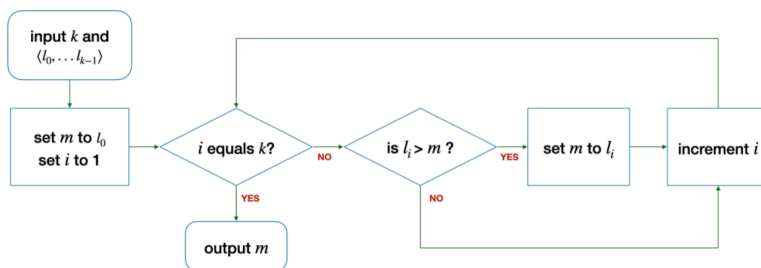 input k and
⟨l₀, … lₖ₋₁⟩
set m to l₀
set i to 1
i equals k?
NO
YES
output m
is lᵢ > m ?
YES
NO
set m to lᵢ
increment i